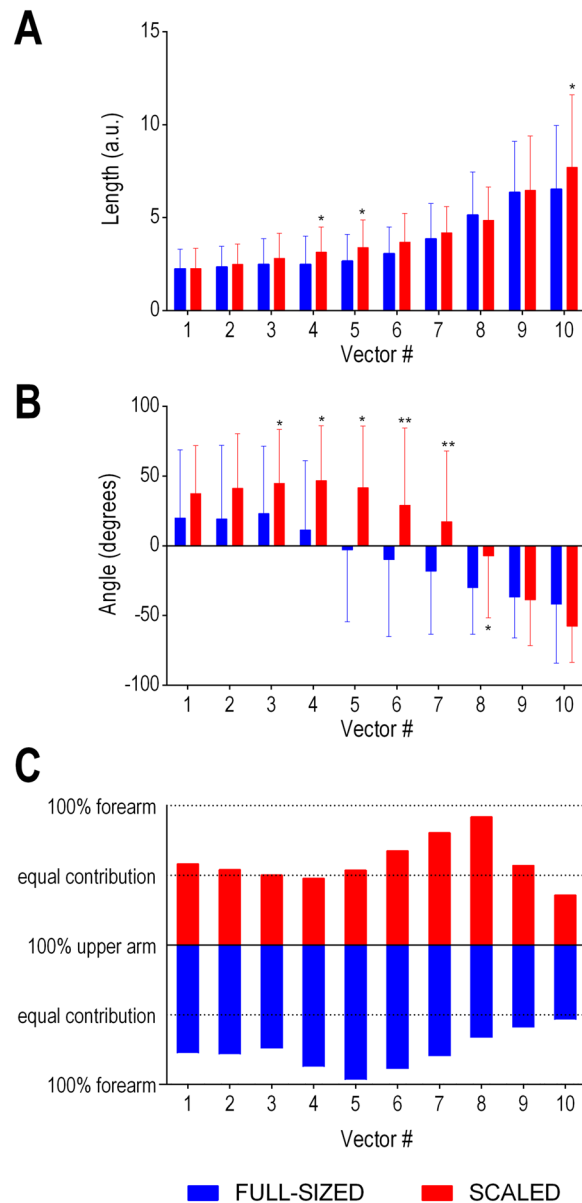 A
15
10
5
0
Length (a.u.)
*
*
*
1 2 3 4 5 6 7 8 9 10
Vector #
B
100
50
0
-50
-100
Angle (degrees)
*
*
*
**
**
*
1 2 3 4 5 6 7 8 9 10
Vector #
C
100% forearm
equal contribution
100% upper arm
equal contribution
100% forearm
1 2 3 4 5 6 7 8 9 10
Vector #
FULL-SIZED SCALED